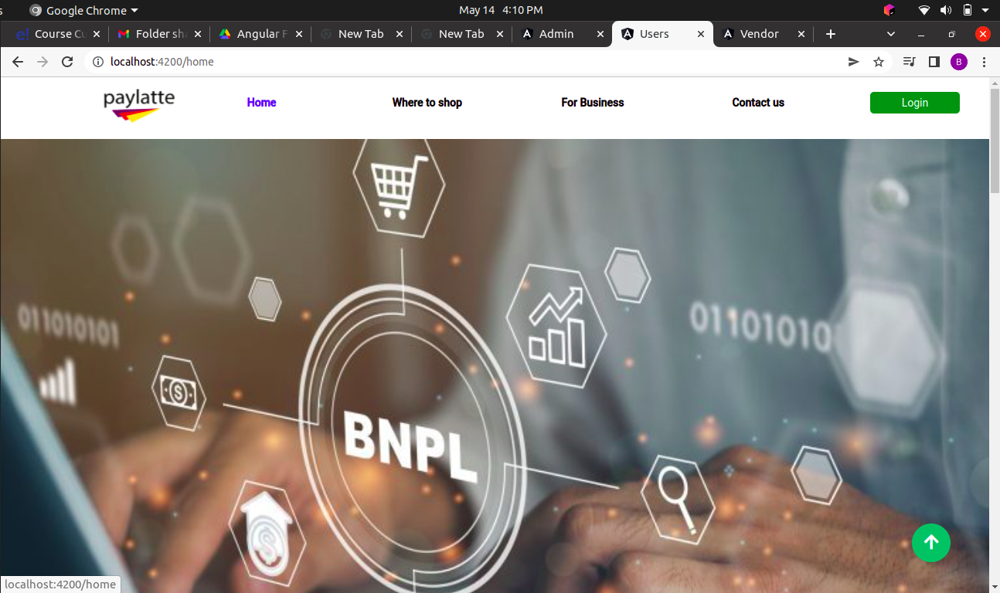 s Google Chrome May 14 4:10 PM
e! Course Cu Folder sha Angular F New Tab New Tab Admin Users Vendor
localhost:4200/home B
paylatte Home Where to shop For Business Contact us Login
011010101
01101010
$
BNPL
$
localhost:4200/home